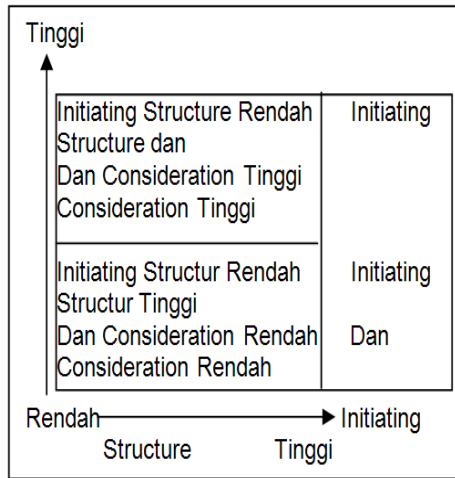 Tinggi
Initiating Structure Rendah Initiating
Structure dan
Dan Consideration Tinggi
Consideration Tinggi
Initiating Structur Rendah Initiating
Structur Tinggi
Dan Consideration Rendah Dan
Consideration Rendah
Rendah Initiating
Structure Tinggi